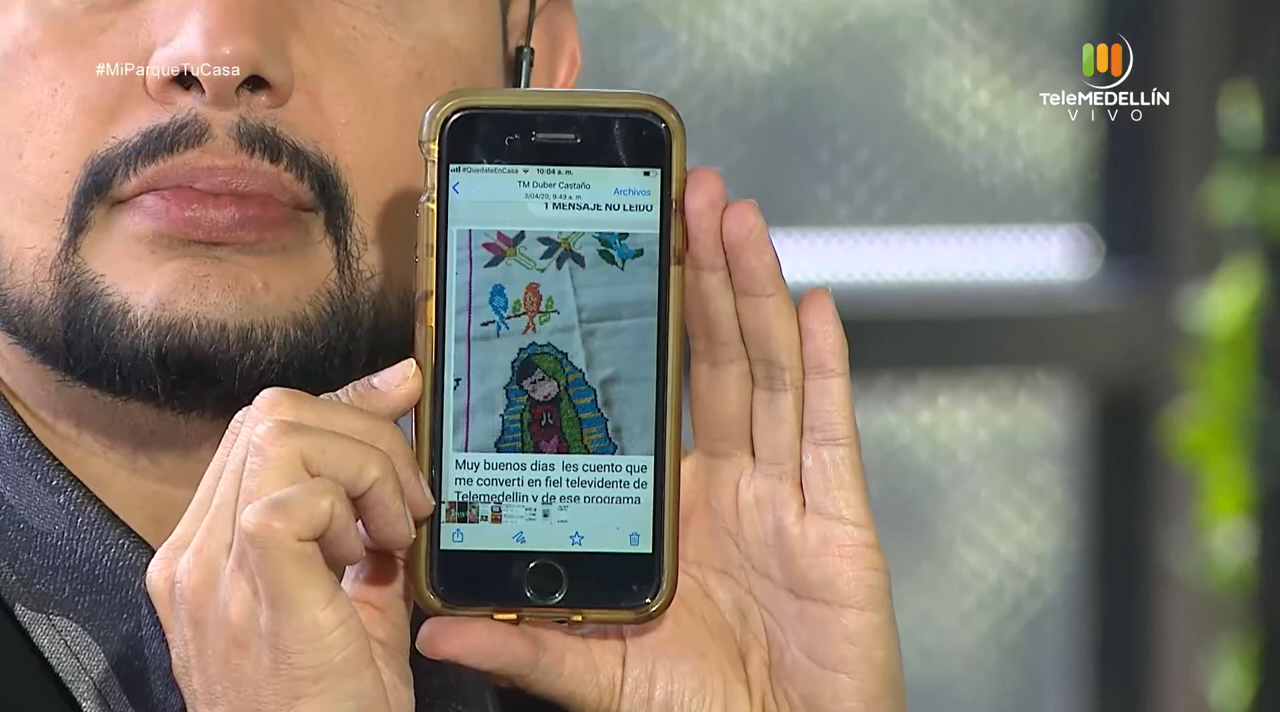 #MiParqueTuCasa
TeleMEDELLÍN
VIVO
#QuedateEnCasa 10:04 a. m.
TM Duber Castaño
3/04/20, 9:49 a. m.
Archivos
1 MENSAJE NO LEÍDO
Muy buenos dias les cuento que
me converti en fiel televidente de
Telemedellin y de ese programa